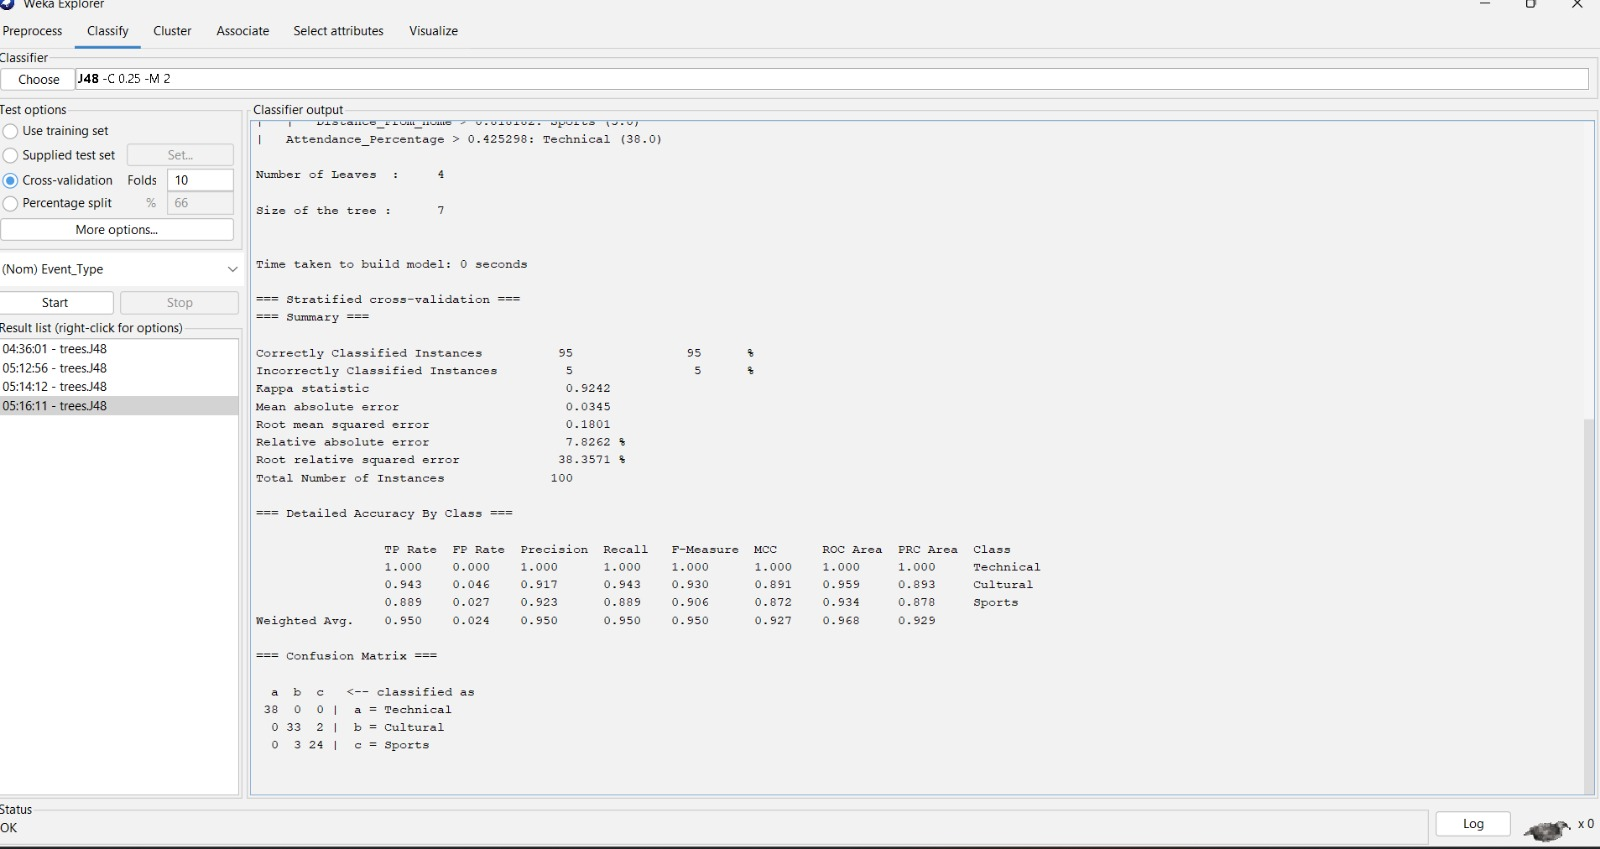 Weka Explorer
Preprocess Classify Cluster Associate Select attributes Visualize
Classifier
Choose J48 -C 0.25 -M 2
Test options
Use training set
Supplied test set Set...
Cross-validation Folds 10
Percentage split % 66
More options...
(Nom) Event_Type
Start Stop
Result list (right-click for options)
04:36:01 - trees.J48
05:12:56 - trees.J48
05:14:12 - trees.J48
05:16:11 - trees.J48
Classifier output
| | Distance_From_Home > Sports (3.0)
| Attendance_Percentage > 0.425298: Technical (38.0)
Number of Leaves : 4
Size of the tree : 7
Time taken to build model: 0 seconds
=== Stratified cross-validation ===
=== Summary ===
Correctly Classified Instances 95 95 %
Incorrectly Classified Instances 5 5 %
Kappa statistic 0.9242
Mean absolute error 0.0345
Root mean squared error 0.1801
Relative absolute error 7.8262 %
Root relative squared error 38.3571 %
Total Number of Instances 100
=== Detailed Accuracy By Class ===
TP Rate FP Rate Precision Recall F-Measure MCC ROC Area PRC Area Class
1.000 0.000 1.000 1.000 1.000 1.000 1.000 1.000 Technical
0.943 0.046 0.917 0.943 0.930 0.891 0.959 0.893 Cultural
0.889 0.027 0.923 0.889 0.906 0.872 0.934 0.878 Sports
Weighted Avg. 0.950 0.024 0.950 0.950 0.950 0.927 0.968 0.929
=== Confusion Matrix ===
a b c <-- classified as
38 0 0 | a = Technical
0 33 2 | b = Cultural
0 3 24 | c = Sports
Status
OK
Log
x 0